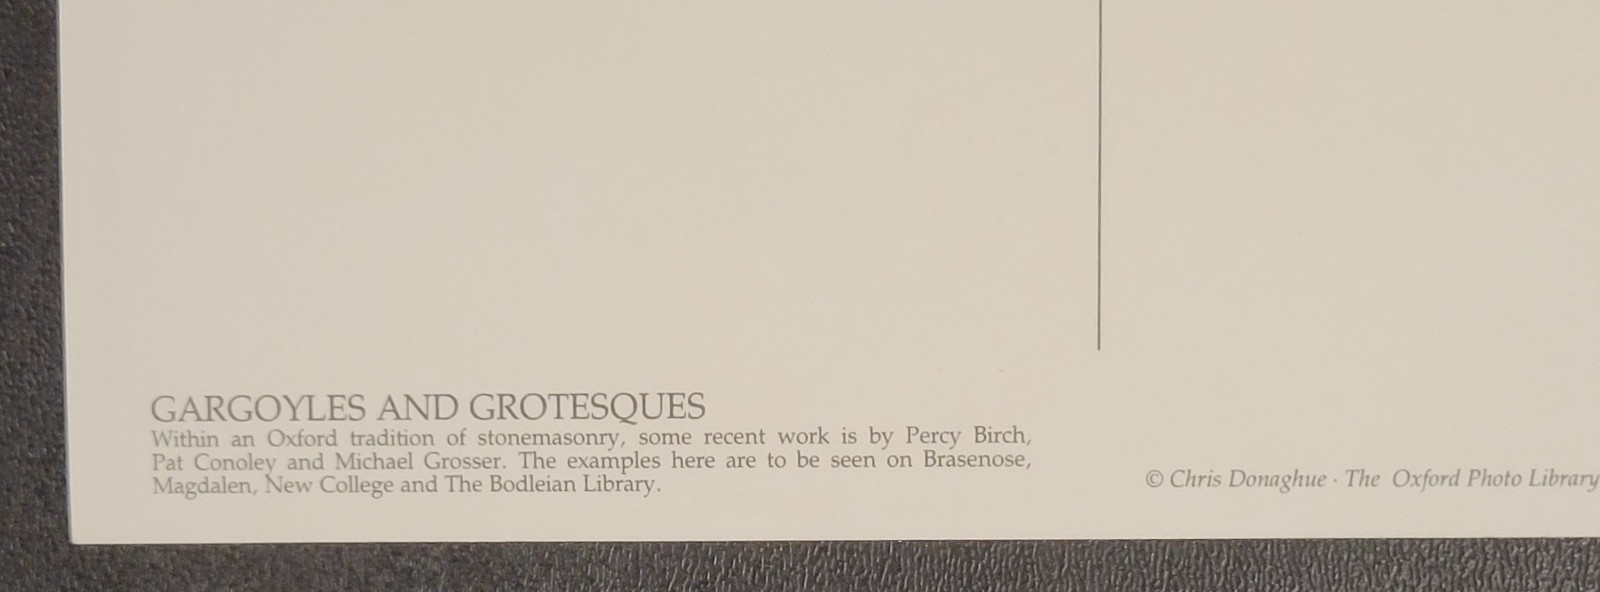 GARGOYLES AND GROTESQUES
Within an Oxford tradition of stonemasonry, some recent work is by Percy Birch,
Pat Conoley and Michael Grosser. The examples here are to be seen on Brasenose,
Magdalen, New College and The Bodleian Library.
© Chris Donaghue · The Oxford Photo Library